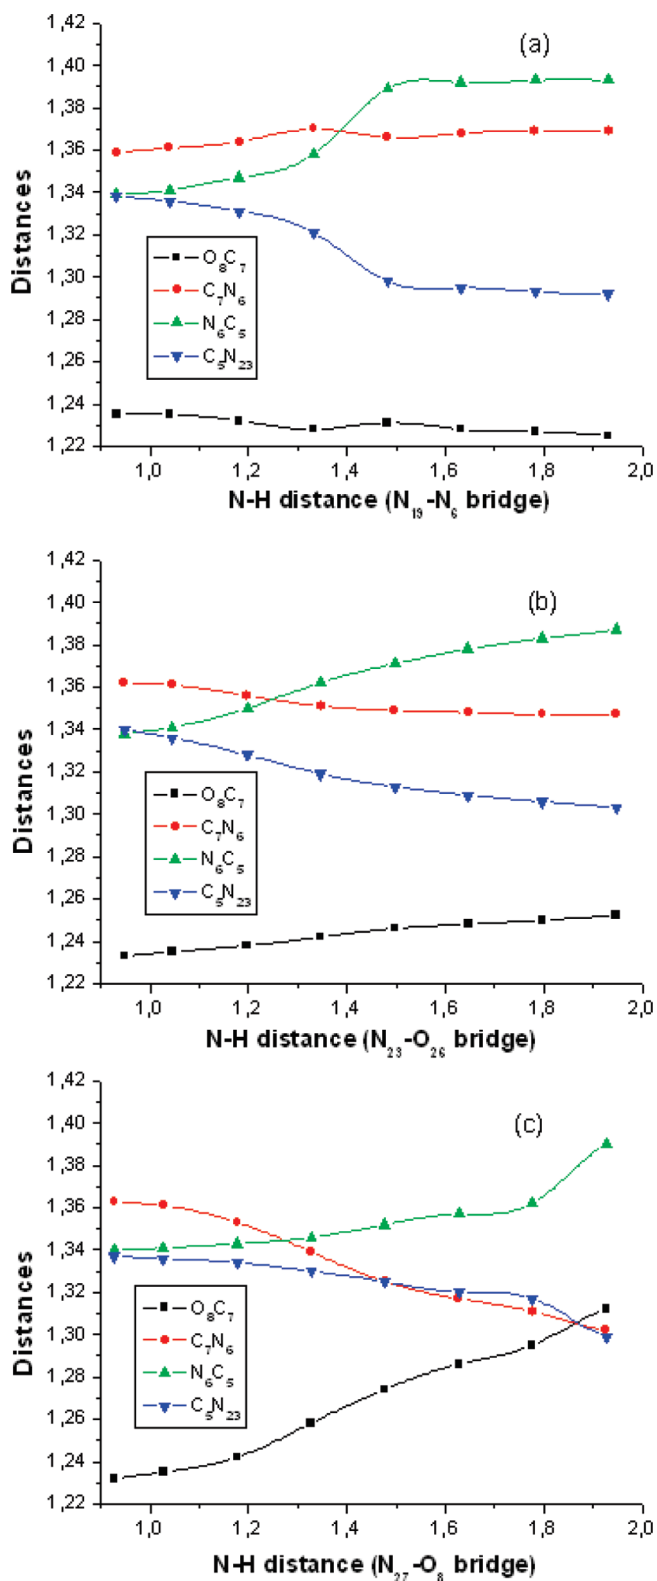 (a)
1,42
1,40
1,38
1,36
1,34
1,32
1,30
1,28
1,26
1,24
1,22
Distances
O₈C₇
C₇N₆
N₆C₅
C₅N₂₃
1,0 1,2 1,4 1,6 1,8 2,0
N-H distance (N₁₉-N₆ bridge)
(b)
1,42
1,40
1,38
1,36
1,34
1,32
1,30
1,28
1,26
1,24
1,22
Distances
O₈C₇
C₇N₆
N₆C₅
C₅N₂₃
1,0 1,2 1,4 1,6 1,8 2,0
N-H distance (N₂₃-O₂₆ bridge)
(c)
1,42
1,40
1,38
1,36
1,34
1,32
1,30
1,28
1,26
1,24
1,22
Distances
O₈C₇
C₇N₆
N₆C₅
C₅N₂₃
1,0 1,2 1,4 1,6 1,8 2,0
N-H distance (N₂₇-O₈ bridge)